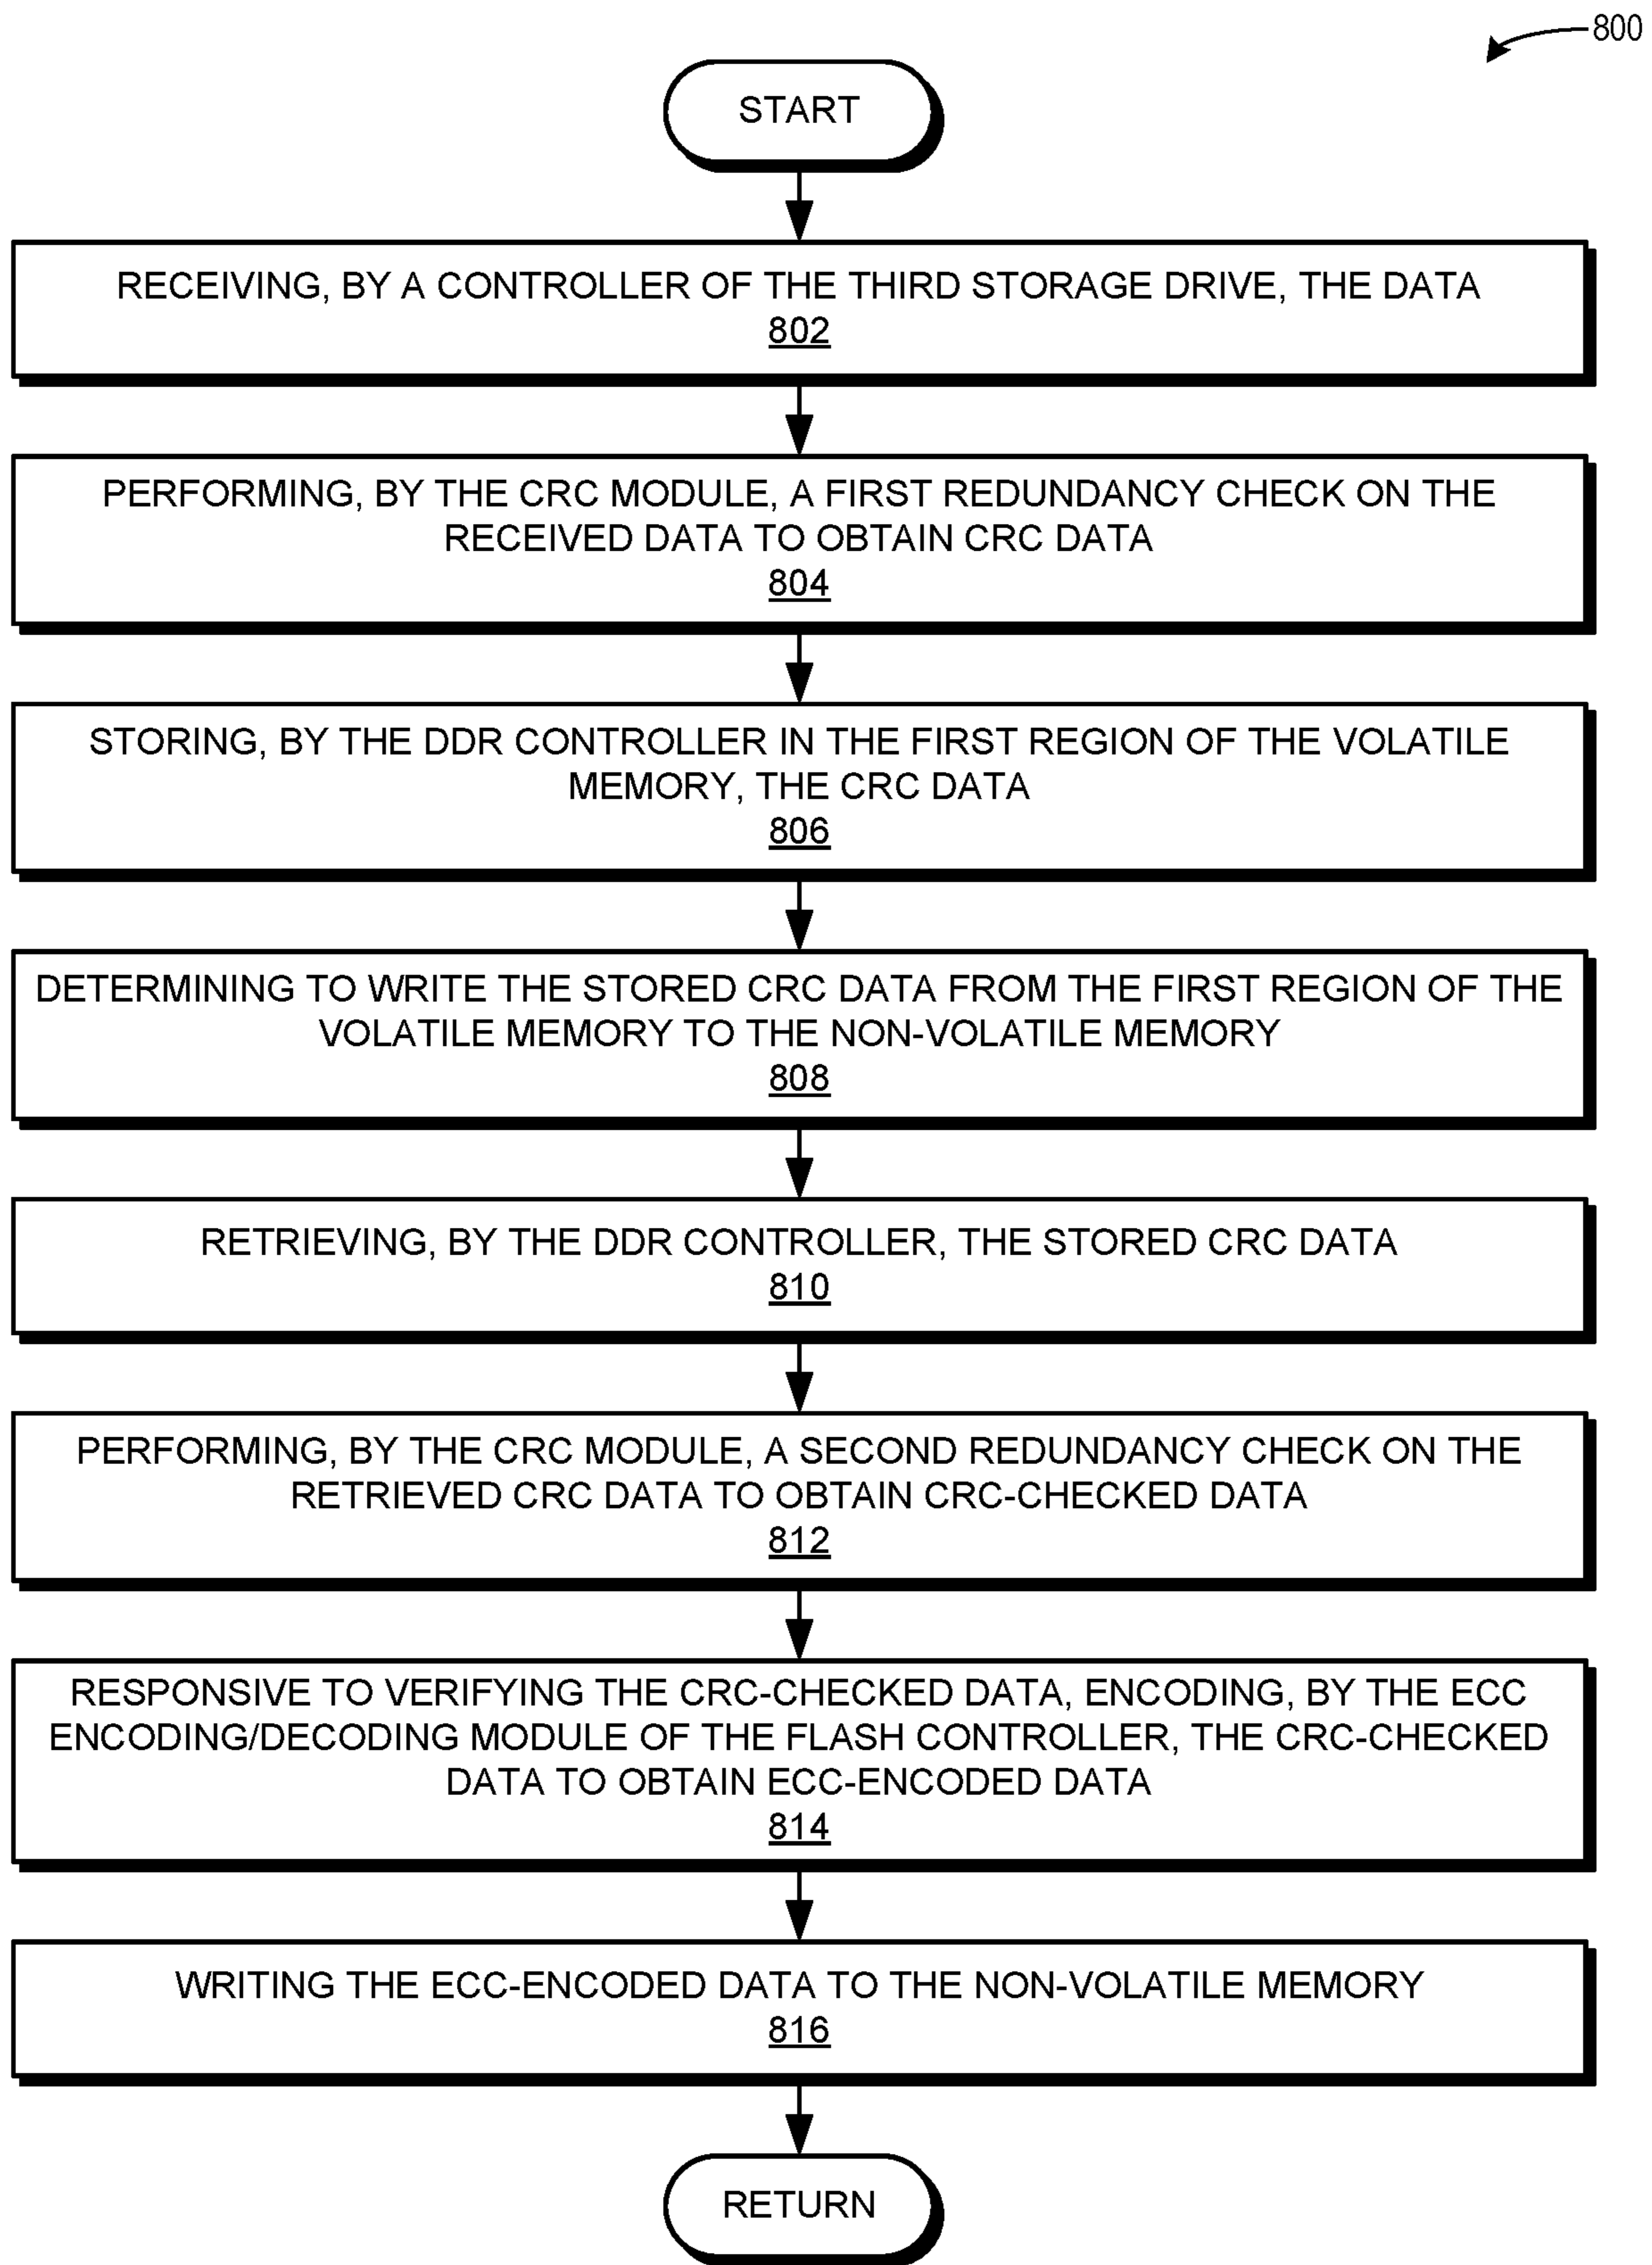 800
START
RECEIVING, BY A CONTROLLER OF THE THIRD STORAGE DRIVE, THE DATA
802
PERFORMING, BY THE CRC MODULE, A FIRST REDUNDANCY CHECK ON THE
RECEIVED DATA TO OBTAIN CRC DATA
804
STORING, BY THE DDR CONTROLLER IN THE FIRST REGION OF THE VOLATILE
MEMORY, THE CRC DATA
806
DETERMINING TO WRITE THE STORED CRC DATA FROM THE FIRST REGION OF THE
VOLATILE MEMORY TO THE NON-VOLATILE MEMORY
808
RETRIEVING, BY THE DDR CONTROLLER, THE STORED CRC DATA
810
PERFORMING, BY THE CRC MODULE, A SECOND REDUNDANCY CHECK ON THE
RETRIEVED CRC DATA TO OBTAIN CRC-CHECKED DATA
812
RESPONSIVE TO VERIFYING THE CRC-CHECKED DATA, ENCODING, BY THE ECC
ENCODING/DECODING MODULE OF THE FLASH CONTROLLER, THE CRC-CHECKED
DATA TO OBTAIN ECC-ENCODED DATA
814
WRITING THE ECC-ENCODED DATA TO THE NON-VOLATILE MEMORY
816
RETURN